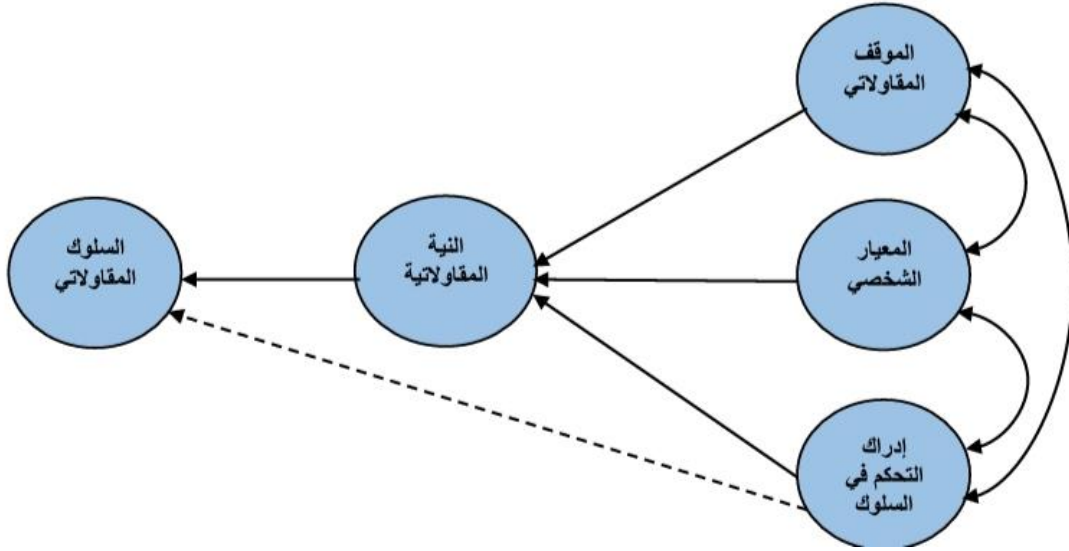 الموقف
المقاولاتي
المعيار
الشخصي
إدراك
التحكم في
السلوك
النية
المقاولاتية
السلوك
المقاولاتي